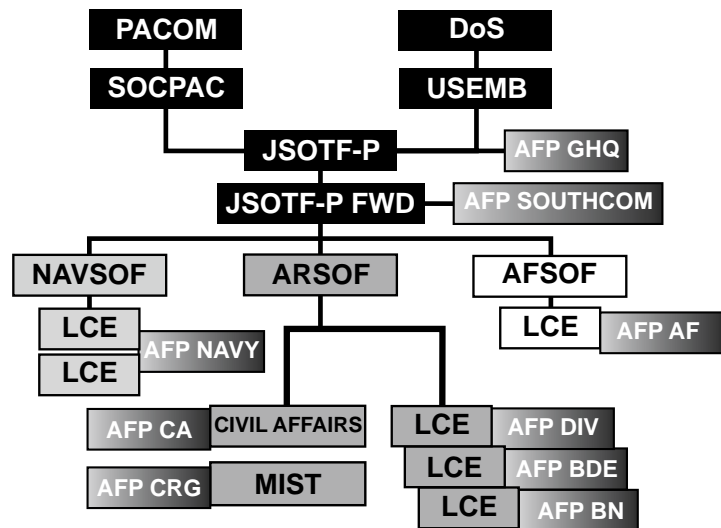 PACOM
DoS
SOCPAC
USEMB
JSOTF-P
AFP GHQ
JSOTF-P FWD
AFP SOUTHCOM
NAVSOF
ARSOF
AFSOF
LCE
LCE
AFP NAVY
LCE
AFP AF
AFP CA
CIVIL AFFAIRS
LCE
AFP DIV
AFP CRG
MIST
LCE
AFP BDE
LCE
AFP BN